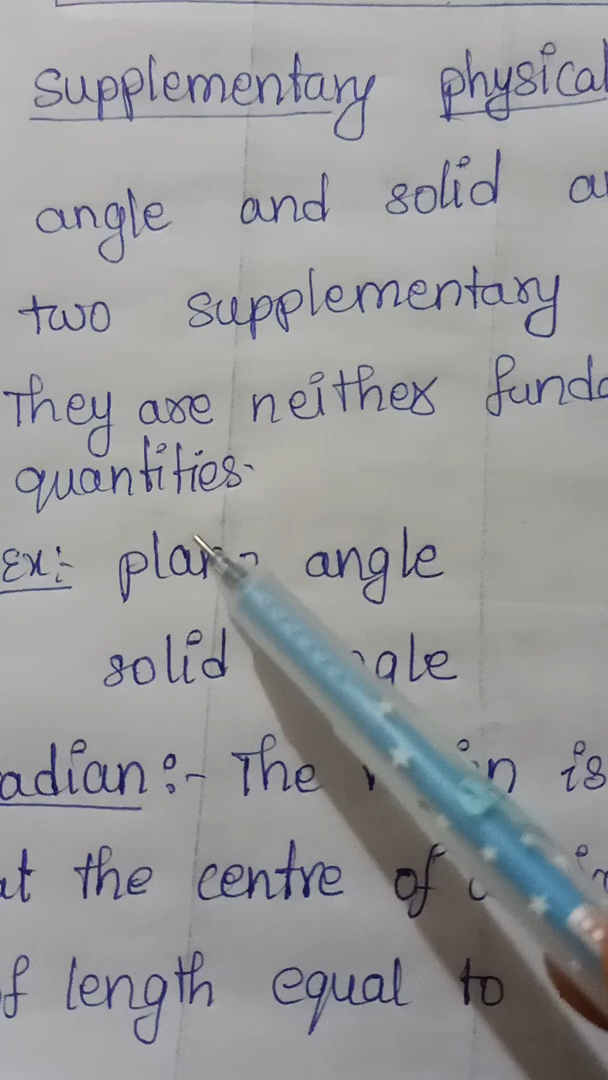 supplementary physical
angle and solid
two supplementary
They are neither
quantities.
Ex:- angle
solid
:- The is
the centre of
length equal to